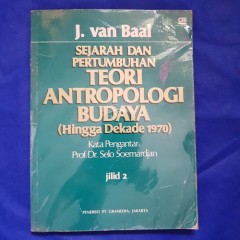 J. van Baal
SEJARAH DAN
PERTUMBUHAN
TEORI
ANTROPOLOGI
BUDAYA
(Hingga Dekade 1970)
Kata Pengantar:
Prof. Dr. Selo Soemardjan
jilid 2
PENERBIT PT GRAMEDIA, JAKARTA